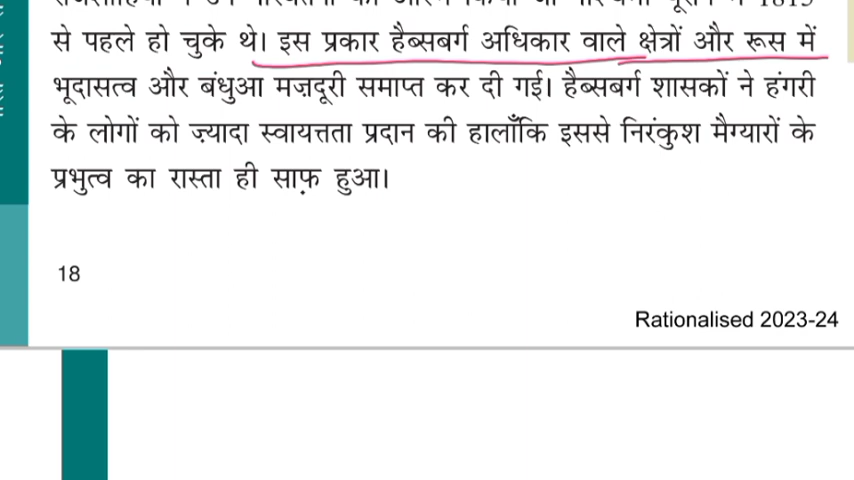 से पहले हो चुके थे। इस प्रकार हैब्सबर्ग अधिकार वाले क्षेत्रों और रूस में
भूदासत्व और बंधुआ मज़दूरी समाप्त कर दी गई। हैब्सबर्ग शासकों ने हंगरी
के लोगों को ज़्यादा स्वायत्तता प्रदान की हालाँकि इससे निरंकुश मैग्यारों के
प्रभुत्व का रास्ता ही साफ़ हुआ।
18
Rationalised 2023-24